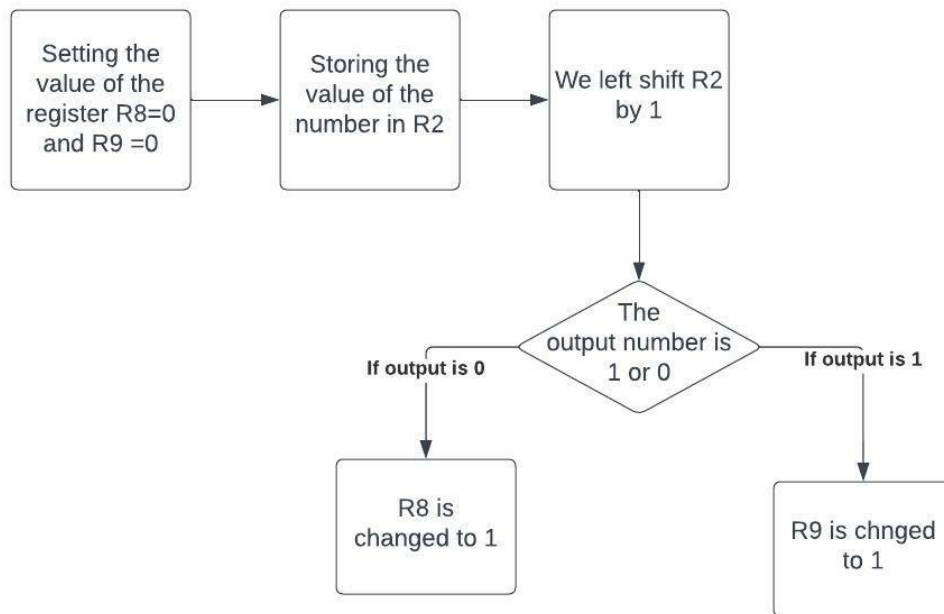 Setting the
value of the
register R8=0
and R9 =0
Storing the
value of the
number in R2
We left shift R2
by 1
The
output number is
1 or 0
If output is 0
If output is 1
R8 is
changed to 1
R9 is chnged
to 1